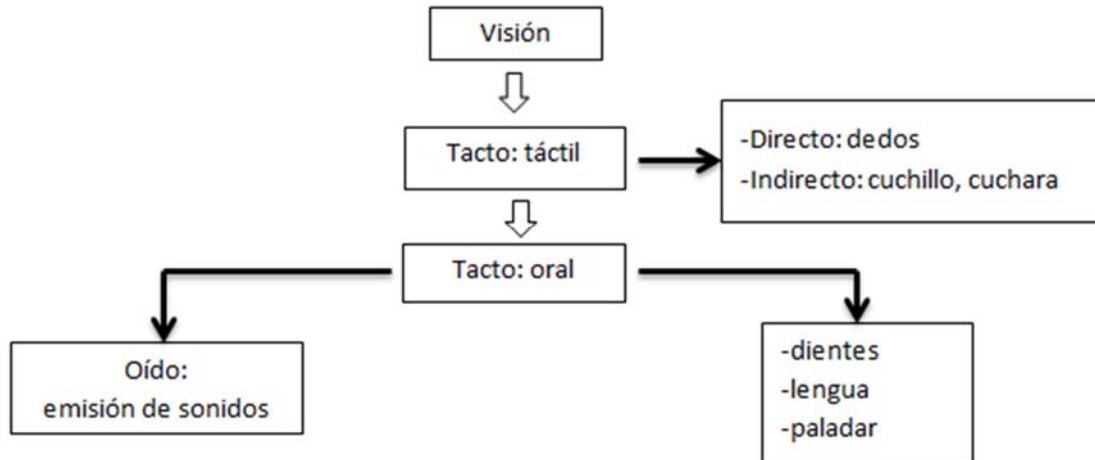 Visión
Tacto: táctil
-Directo: dedos
-Indirecto: cuchillo, cuchara
Tacto: oral
Oído:
emisión de sonidos
-dientes
-lengua
-paladar